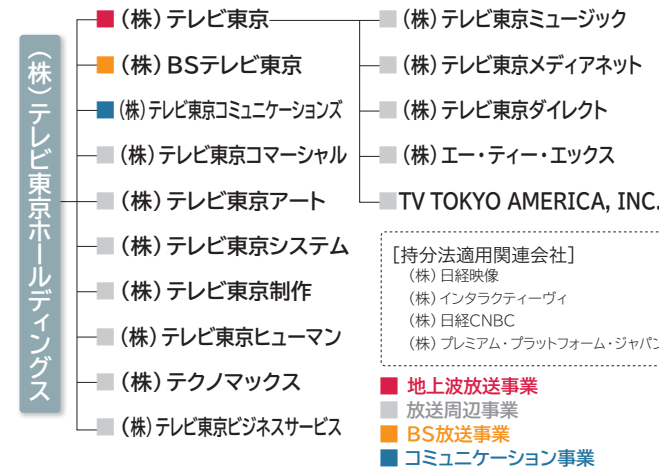 (株)テレビ東京ホールディングス
(株)テレビ東京
(株)BSテレビ東京
(株)テレビ東京コミュニケーションズ
(株)テレビ東京コマーシャル
(株)テレビ東京アート
(株)テレビ東京システム
(株)テレビ東京制作
(株)テレビ東京ヒューマン
(株)テクノマックス
(株)テレビ東京ビジネスサービス
(株)テレビ東京ミュージック
(株)テレビ東京メディアネット
(株)テレビ東京ダイレクト
(株)エー・ティー・エックス
TV TOKYO AMERICA, INC.
[持分法適用関連会社]
(株)日経映像
(株)インタラクティーヴィ
(株)日経CNBC
(株)プレミアム・プラットフォーム・ジャパン
地上波放送事業
放送周辺事業
BS放送事業
コミュニケーション事業